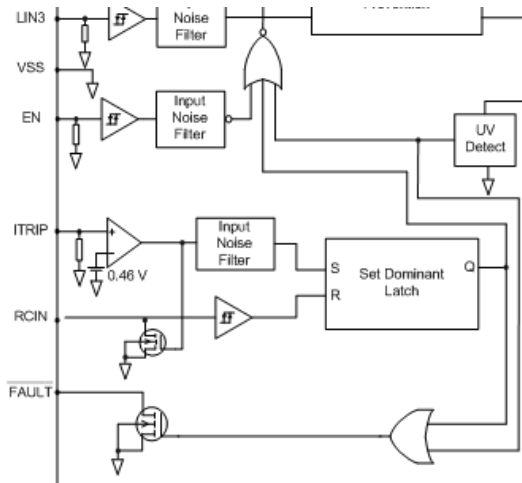 LIN3
Noise
Filter
VSS
EN
Input
Noise
Filter
UV
Detect
ITRIP
+
-
0.46 V
Input
Noise
Filter
S
R
Set Dominant
Latch
Q
RCIN
FAULT